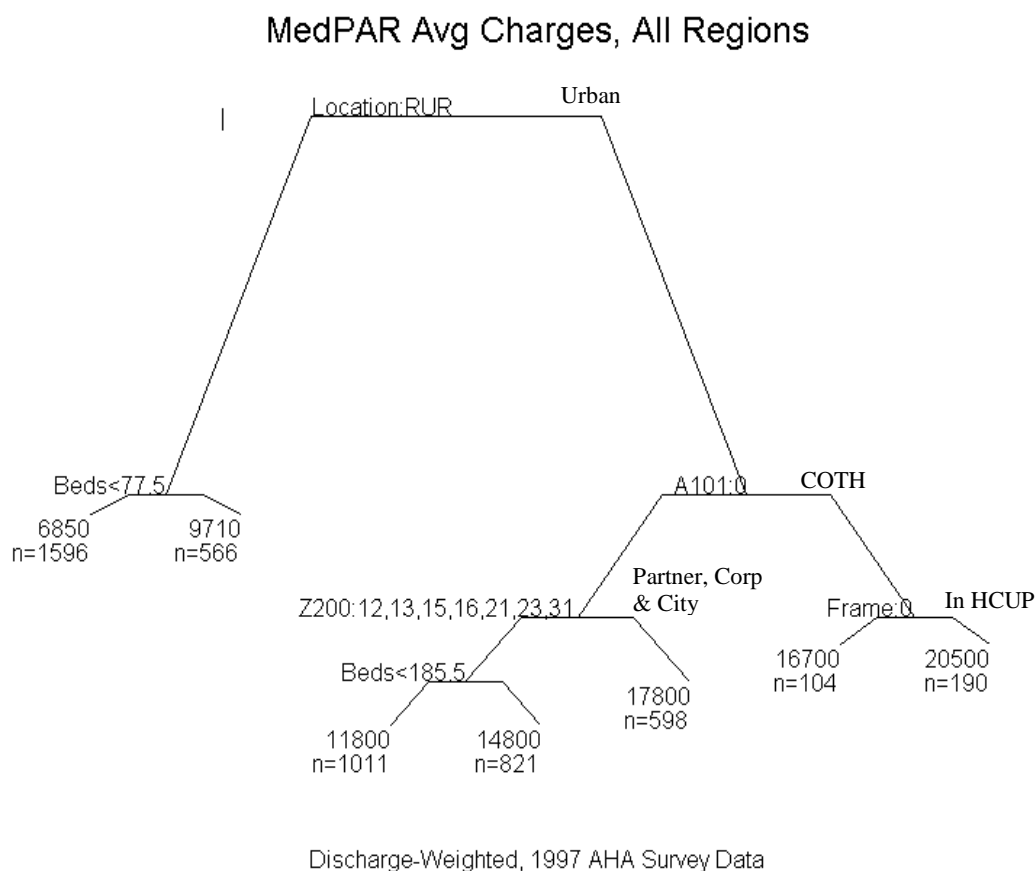 MedPAR Avg Charges, All Regions
Location:RUR
Urban
Beds<77.5
6850
n=1596
9710
n=566
A101:0
COTH
Z200:12,13,15,16,21,23,31
Partner, Corp
& City
Frame:0
In HCUP
Beds<185.5
11800
n=1011
14800
n=821
17800
n=598
16700
n=104
20500
n=190
Discharge-Weighted, 1997 AHA Survey Data